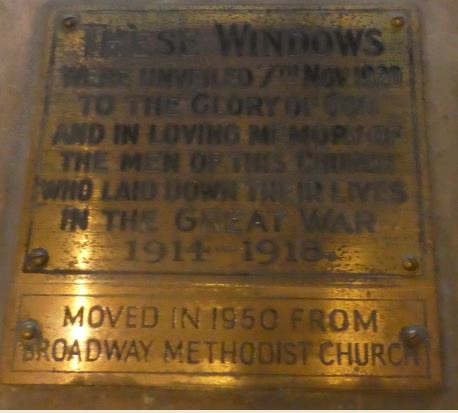 THESE WINDOWS
WERE UNVEILED 7TH NOV 1920
TO THE GLORY OF GOD
AND IN LOVING MEMORY OF
THE MEN OF THIS CHURCH
WHO LAID DOWN THEIR LIVES
IN THE GREAT WAR
1914-1918.
MOVED IN 1950 FROM
BROADWAY METHODIST CHURCH